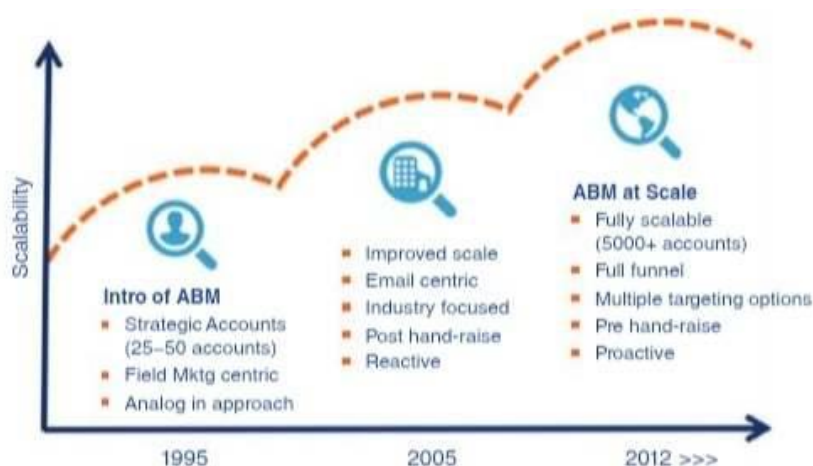 Scalability
Intro of ABM
Strategic Accounts
(25–50 accounts)
Field Mktg centric
Analog in approach
Improved scale
Email centric
Industry focused
Post hand-raise
Reactive
ABM at Scale
Fully scalable
(5000+ accounts)
Full funnel
Multiple targeting options
Pre hand-raise
Proactive
1995
2005
2012 >>>